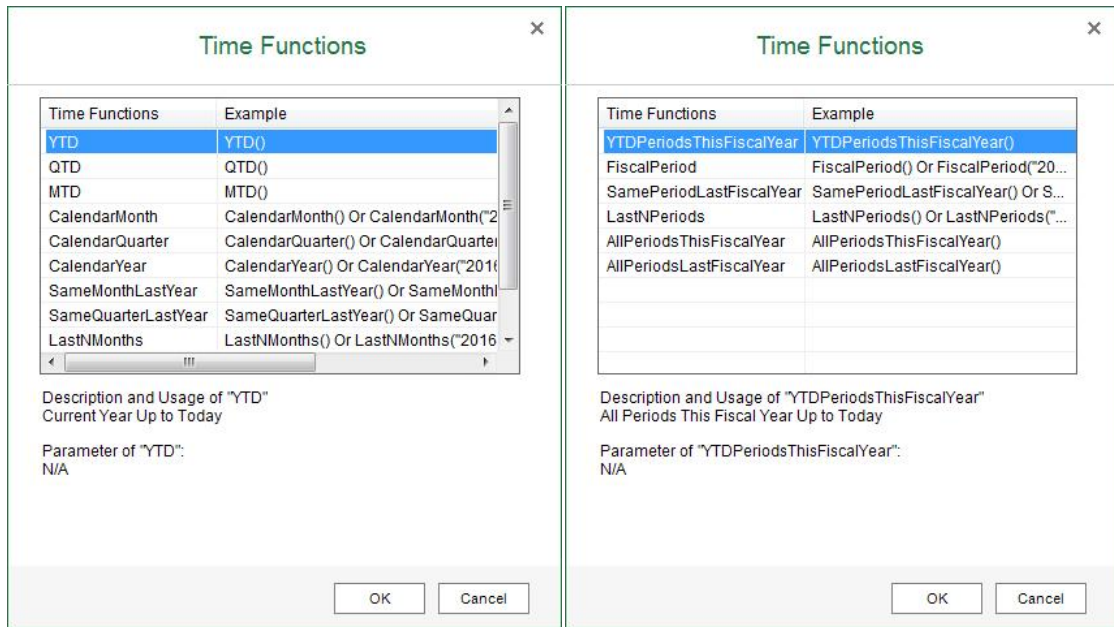 Time Functions
Time Functions Example
YTD YTD()
QTD QTD()
MTD MTD()
CalendarMonth CalendarMonth() Or CalendarMonth("2
CalendarQuarter CalendarQuarter() Or CalendarQuarter
CalendarYear CalendarYear() Or CalendarYear("2016
SameMonthLastYear SameMonthLastYear() Or SameMonthl
SameQuarterLastYear SameQuarterLastYear() Or SameQuar
LastNMonths LastNMonths() Or LastNMonths("2016
Description and Usage of "YTD"
Current Year Up to Today
Parameter of "YTD":
N/A
OK Cancel
Time Functions
Time Functions Example
YTDPeriodsThisFiscalYear YTDPeriodsThisFiscalYear()
FiscalPeriod FiscalPeriod() Or FiscalPeriod("20...
SamePeriodLastFiscalYear SamePeriodLastFiscalYear() Or S...
LastNPeriods LastNPeriods() Or LastNPeriods("...
AllPeriodsThisFiscalYear AllPeriodsThisFiscalYear()
AllPeriodsLastFiscalYear AllPeriodsLastFiscalYear()
Description and Usage of "YTDPeriodsThisFiscalYear"
All Periods This Fiscal Year Up to Today
Parameter of "YTDPeriodsThisFiscalYear":
N/A
OK Cancel